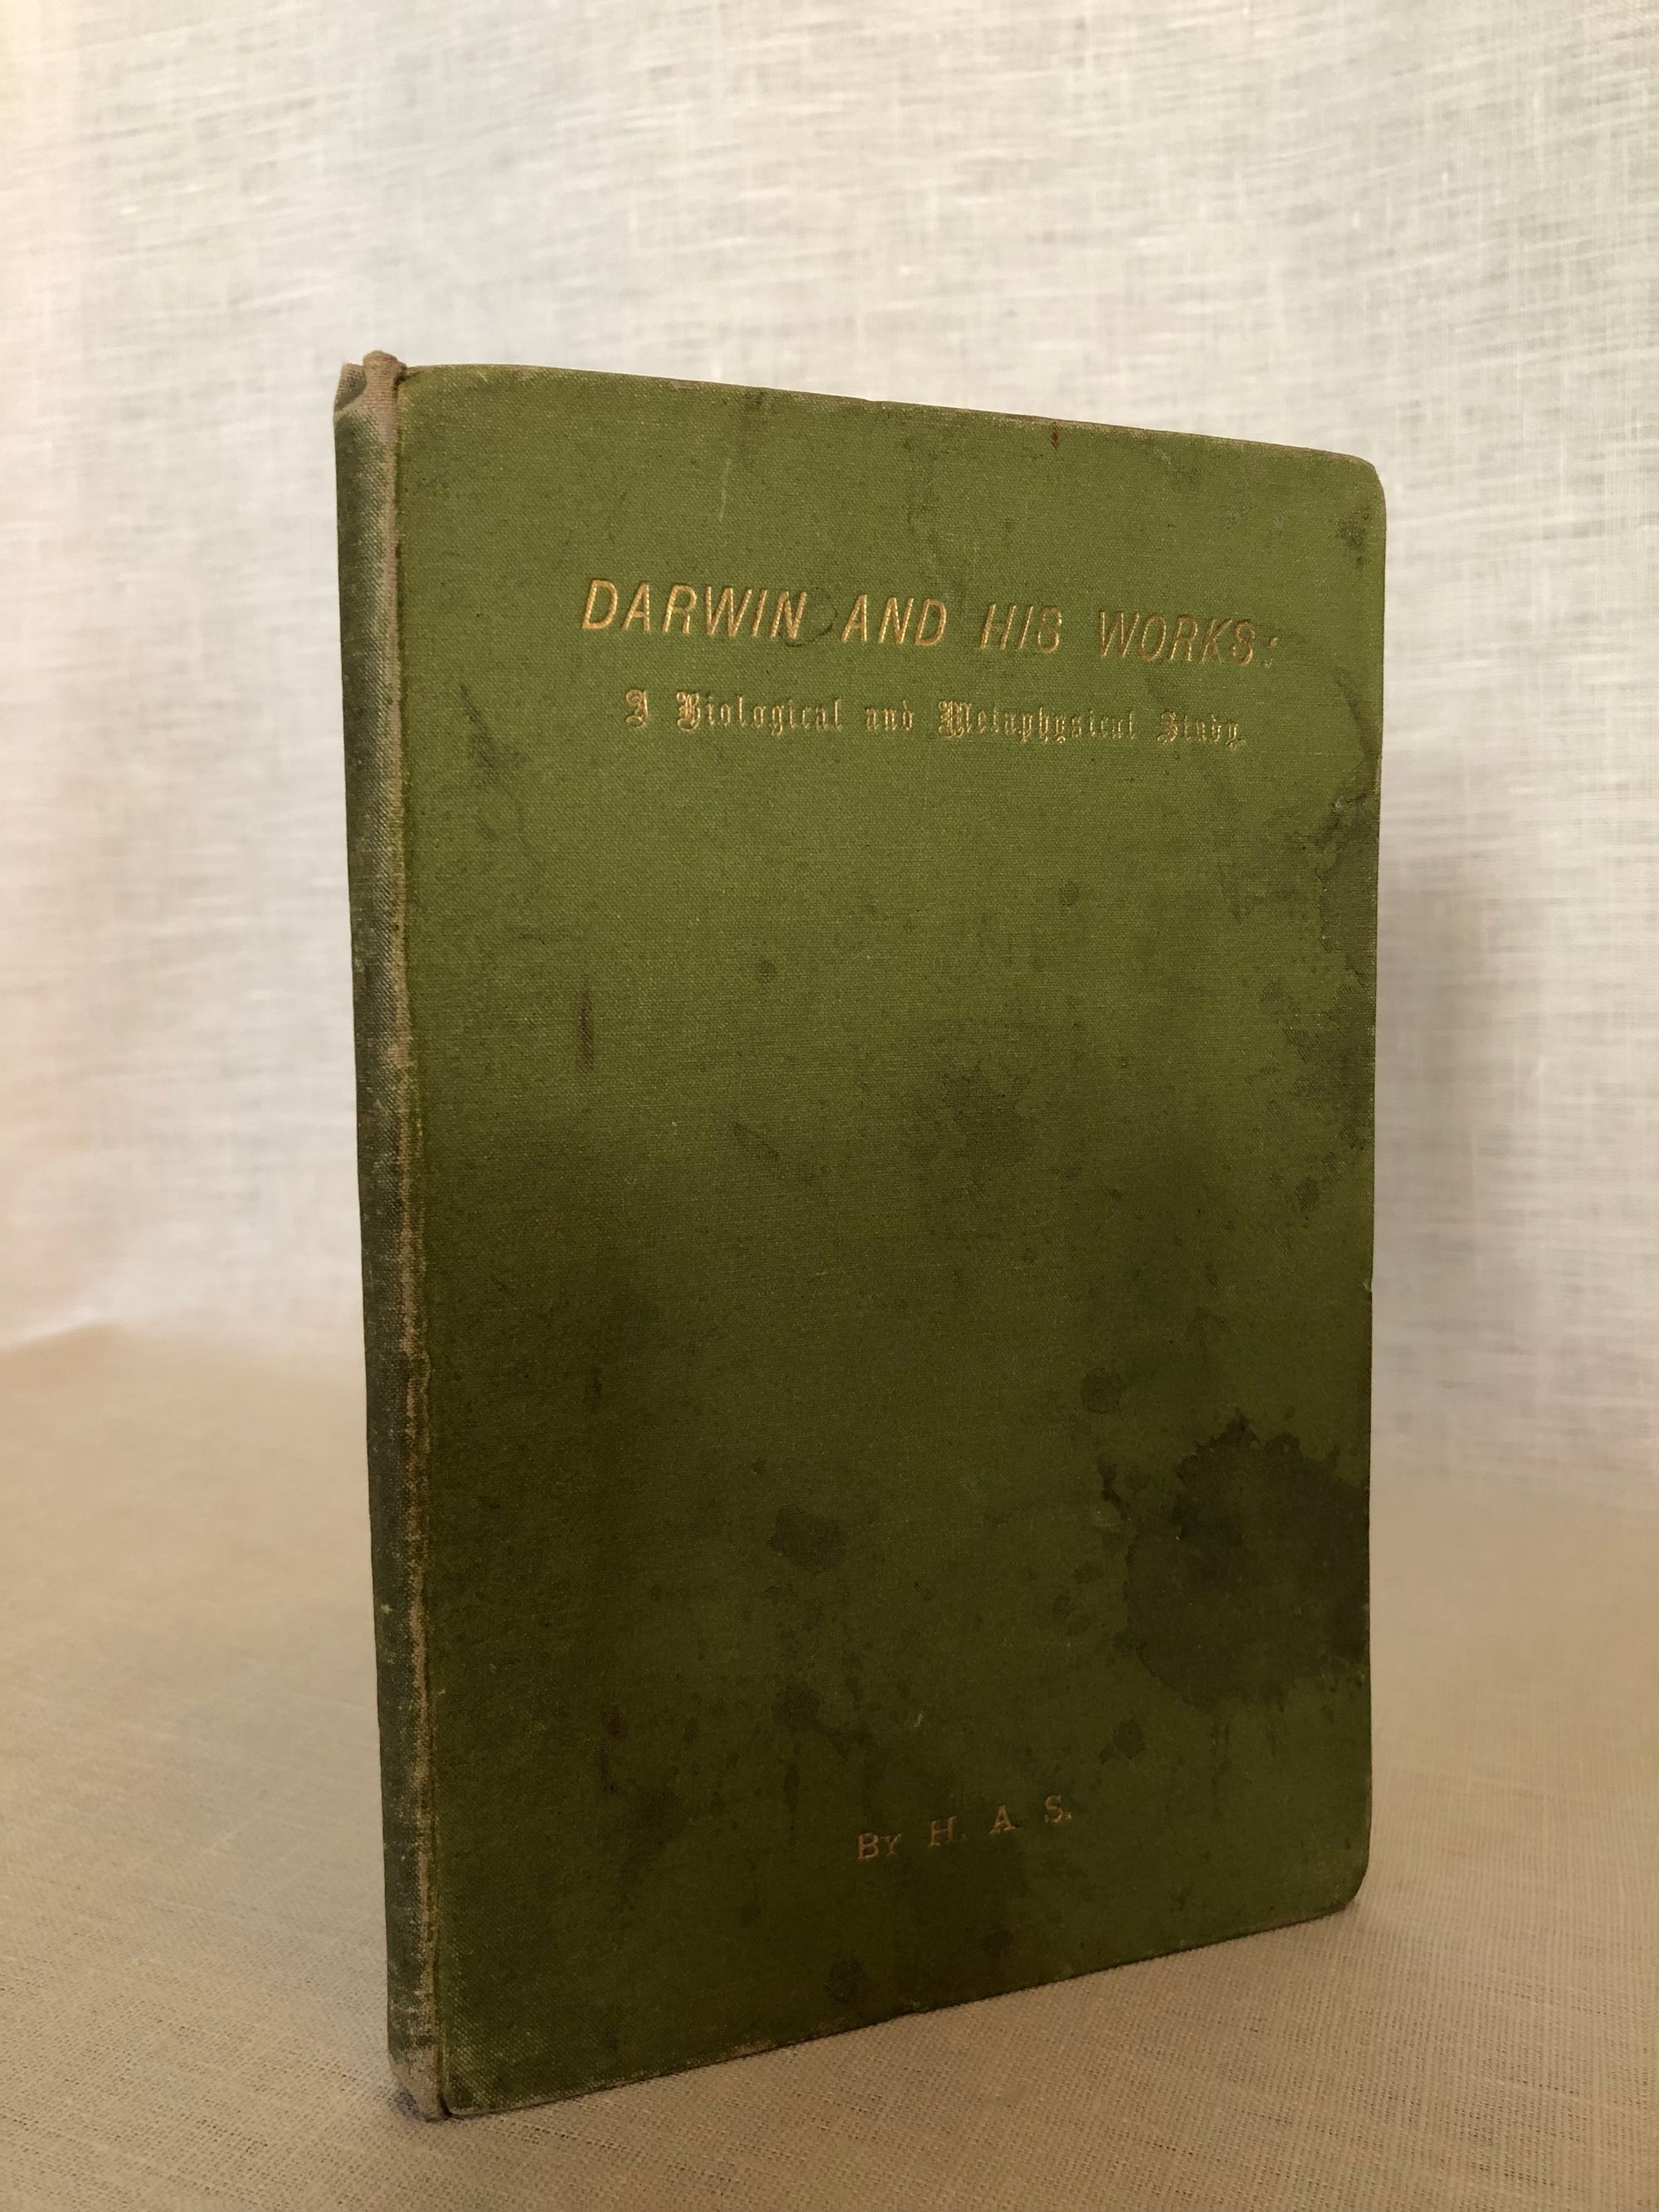 DARWIN AND HIS WORKS:
A Biological and Metaphysical Study.
BY H. A. S.